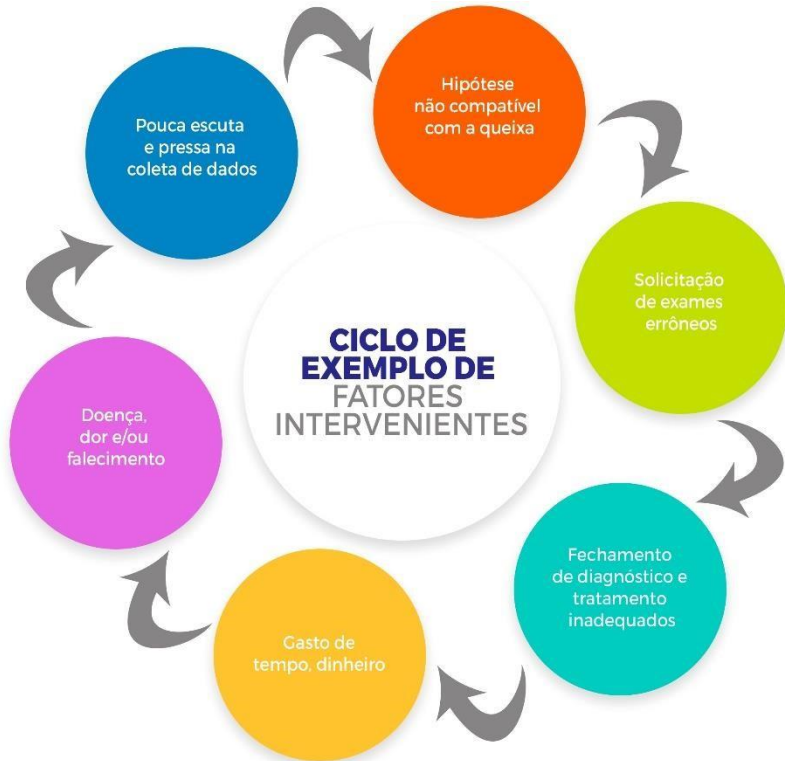 Pouca escuta
e pressa na
coleta de dados
Hipótese
não compatível
com a queixa
Solicitação
de exames
errôneos
Fechamento
de diagnóstico e
tratamento
inadequados
Gasto de
tempo, dinheiro
Doença,
dor e/ou
falecimento
CICLO DE
EXEMPLO DE
FATORES
INTERVENIENTES